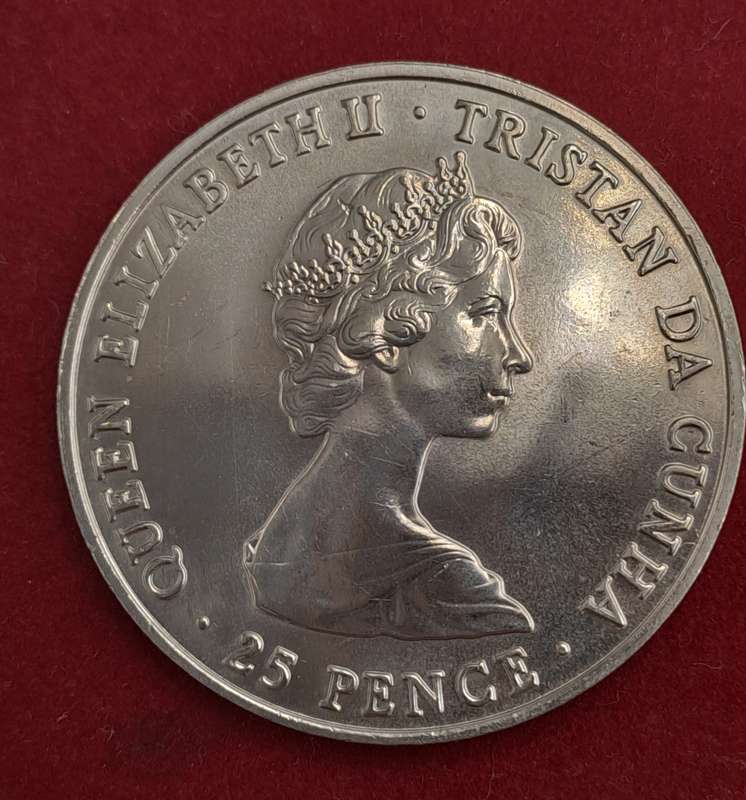 QUEEN ELIZABETH II · TRISTAN DA CUNHA
· 25 PENCE ·